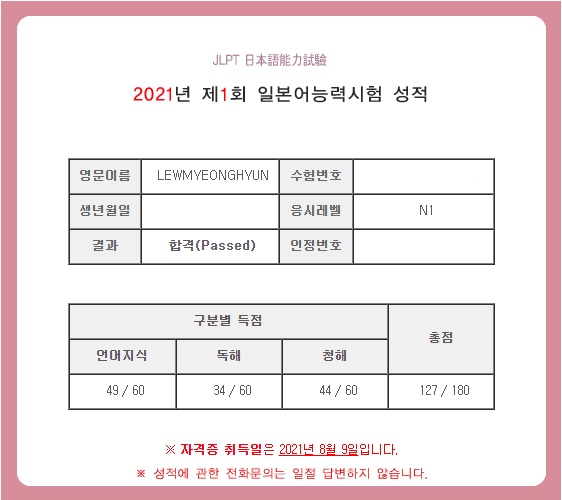 JLPT 日本語能力試驗
2021년 제1회 일본어능력시험 성적
영문이름 LEWMYEONGHYUN 수험번호
생년월일 응시레벨 N1
결과 합격(Passed) 인정번호
구분별 득점 총점
언어지식 독해 청해
49 / 60 34 / 60 44 / 60 127 / 180
※ 자격증 취득일은 2021년 8월 9일입니다.
※ 성적에 관한 전화문의는 일절 답변하지 않습니다.